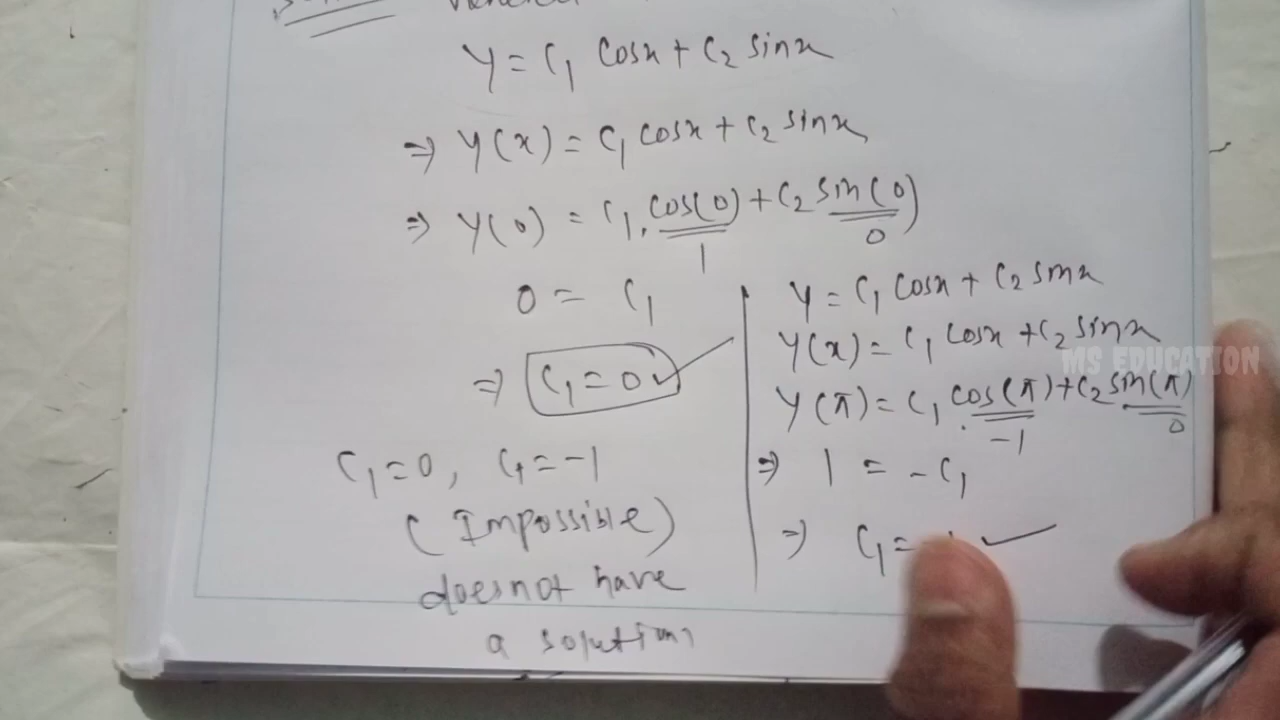 Y = C₁ cosx + C₂ sinx
⇒ Y(x) = C₁ cosx + C₂ sinx
⇒ Y(0) = C₁. cos(0) + C₂ sin(0)
1 0
0 = C₁
⇒ C₁ = 0 ✓
C₁ = 0, C₁ = -1
(Impossible)
does not have
a solution,
Y = C₁ cosx + C₂ sinx
Y(x) = C₁ cosx + C₂ sinx
MS EDUCATION
Y(π) = C₁ cos(π) + C₂ sin(π)
-1 0
⇒ 1 = -C₁
⇒ C₁ = ✓